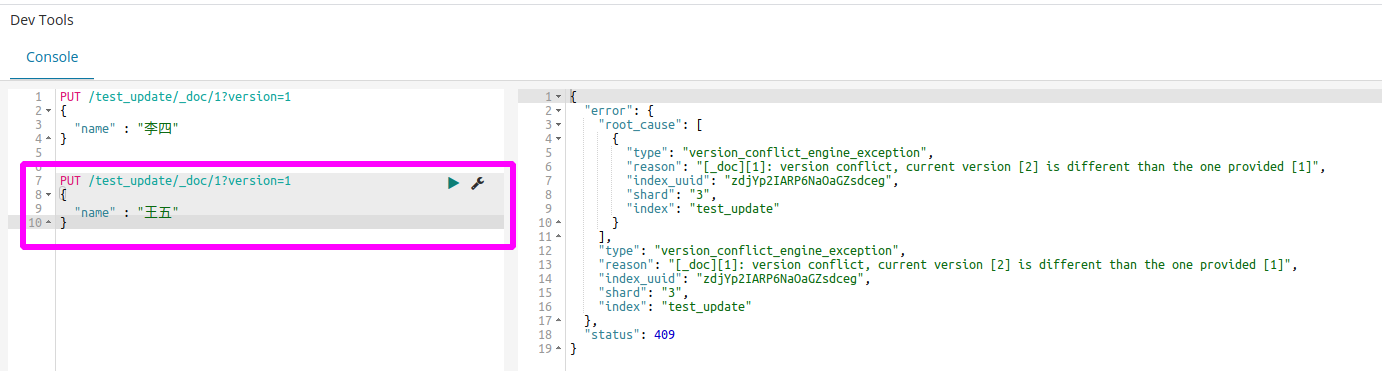 Dev Tools
Console
1 PUT /test_update/_doc/1?version=1
2 {
3 "name" : "李四"
4 }
5
6
7 PUT /test_update/_doc/1?version=1
8 {
9 "name" : "王五"
10 }
1 {
2 "error": {
3 "root_cause": [
4 {
5 "type": "version_conflict_engine_exception",
6 "reason": "[_doc][1]: version conflict, current version [2] is different than the one provided [1]",
7 "index_uuid": "zdjYp2IARP6NaOaGZsdceg",
8 "shard": "3",
9 "index": "test_update"
10 }
11 ],
12 "type": "version_conflict_engine_exception",
13 "reason": "[_doc][1]: version conflict, current version [2] is different than the one provided [1]",
14 "index_uuid": "zdjYp2IARP6NaOaGZsdceg",
15 "shard": "3",
16 "index": "test_update"
17 },
18 "status": 409
19 }